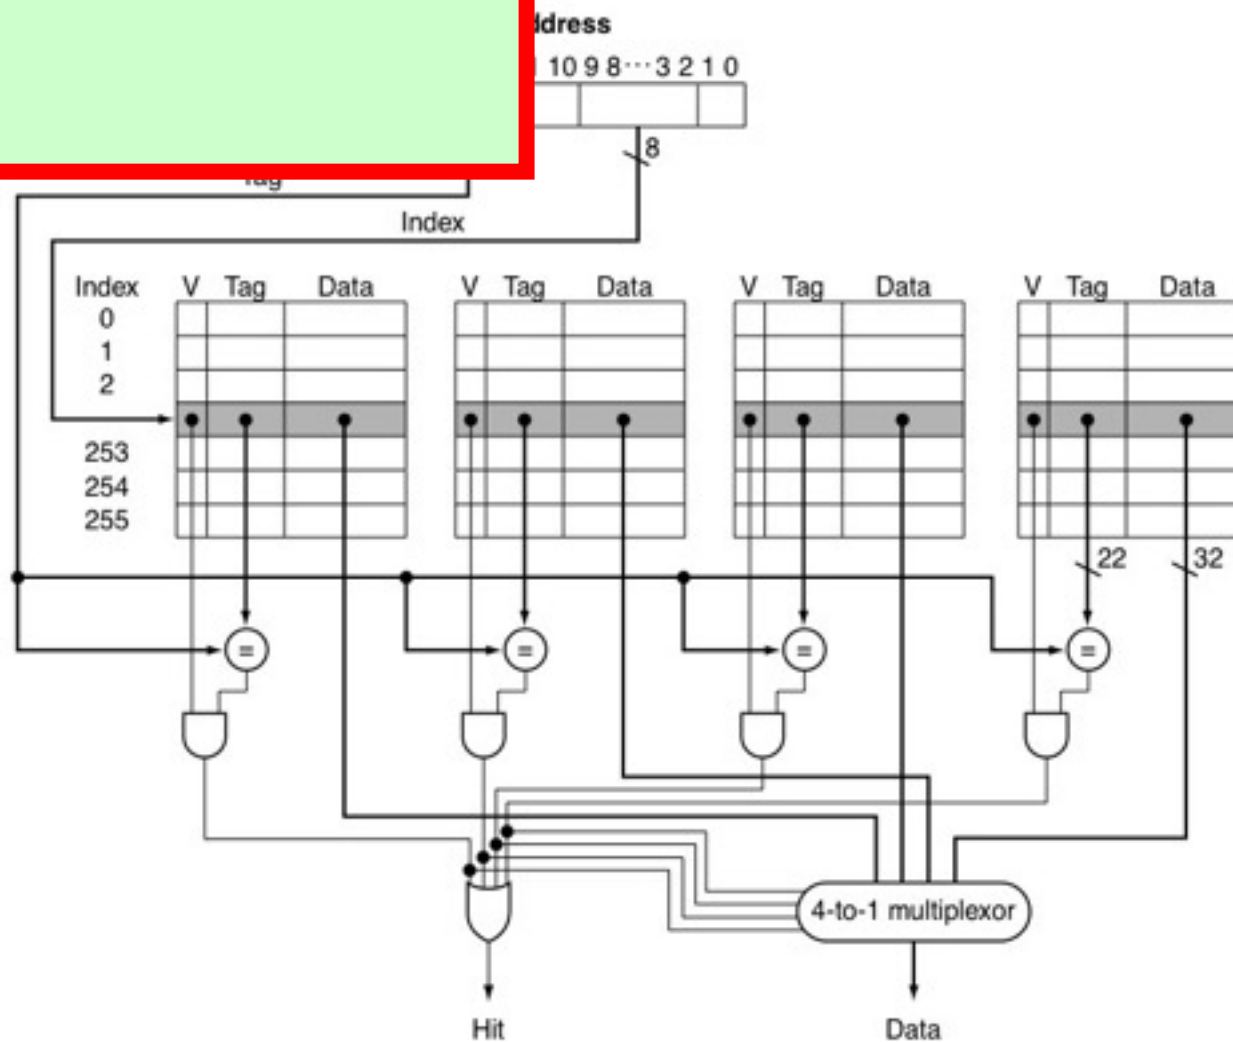 ddress
10 9 8 ··· 3 2 1 0
8
Index
Index V Tag Data V Tag Data V Tag Data V Tag Data
0
1
2
253
254
255
22 32
= = = =
4-to-1 multiplexor
Hit Data